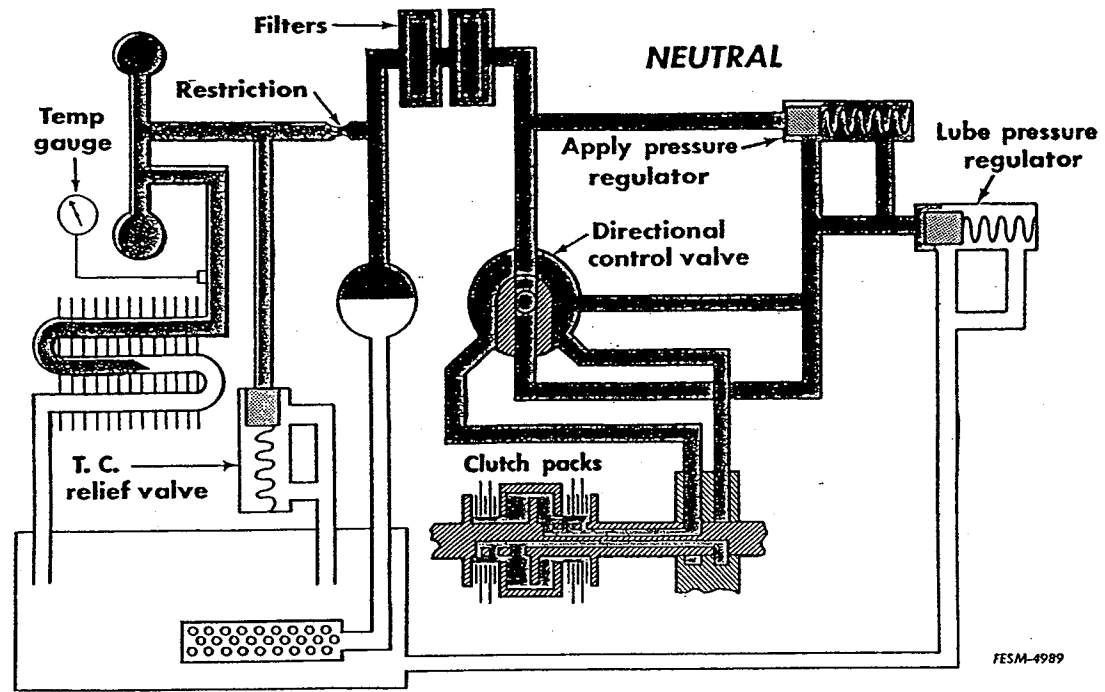 Filters
NEUTRAL
Restriction
Temp
gauge
Apply pressure
regulator
Lube pressure
regulator
Directional
control valve
T. C.
relief valve
Clutch packs
FESM-4989